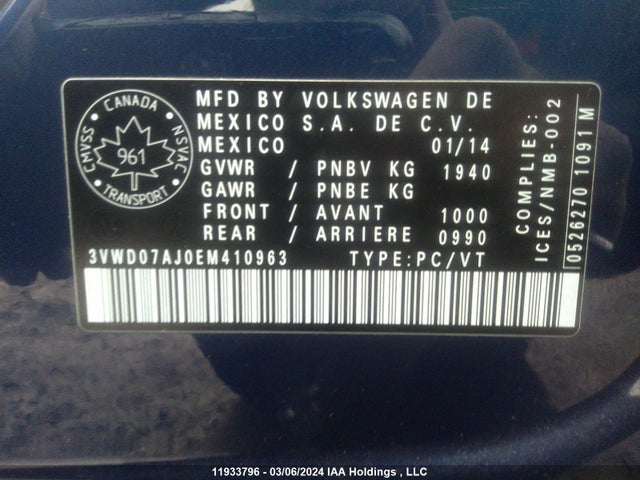 CANADA
CMVSS
NSVAC
961
TRANSPORT
MFD BY VOLKSWAGEN DE
MEXICO S.A. DE C.V.
MEXICO 01/14
GVWR / PNBV KG 1940
GAWR / PNBE KG
FRONT / AVANT 1000
REAR / ARRIERE 0990
3VWD07AJ0EM410963 TYPE:PC/VT
COMPLIES:
ICES/NMB-002
0526270 1091 M
11933796 - 03/06/2024 IAA Holdings , LLC